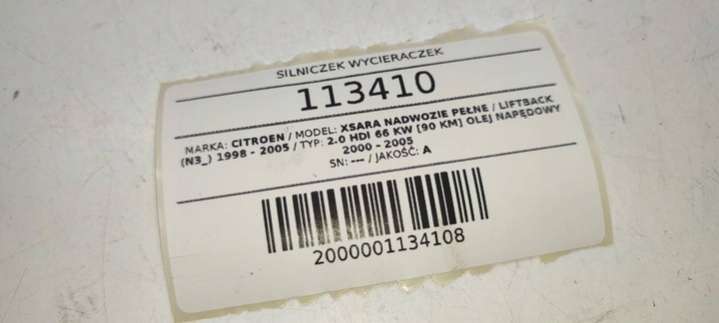 SILNICZEK WYCIERACZEK
113410
MARKA: CITROEN / MODEL: XSARA NADWOZIE PEŁNE / LIFTBACK
(N3_) 1998 - 2005 / TYP: 2.0 HDI 66 KW [90 KM] OLEJ NAPĘDOWY
2000 - 2005
SN: --- / JAKOŚĆ: A
2000001134108